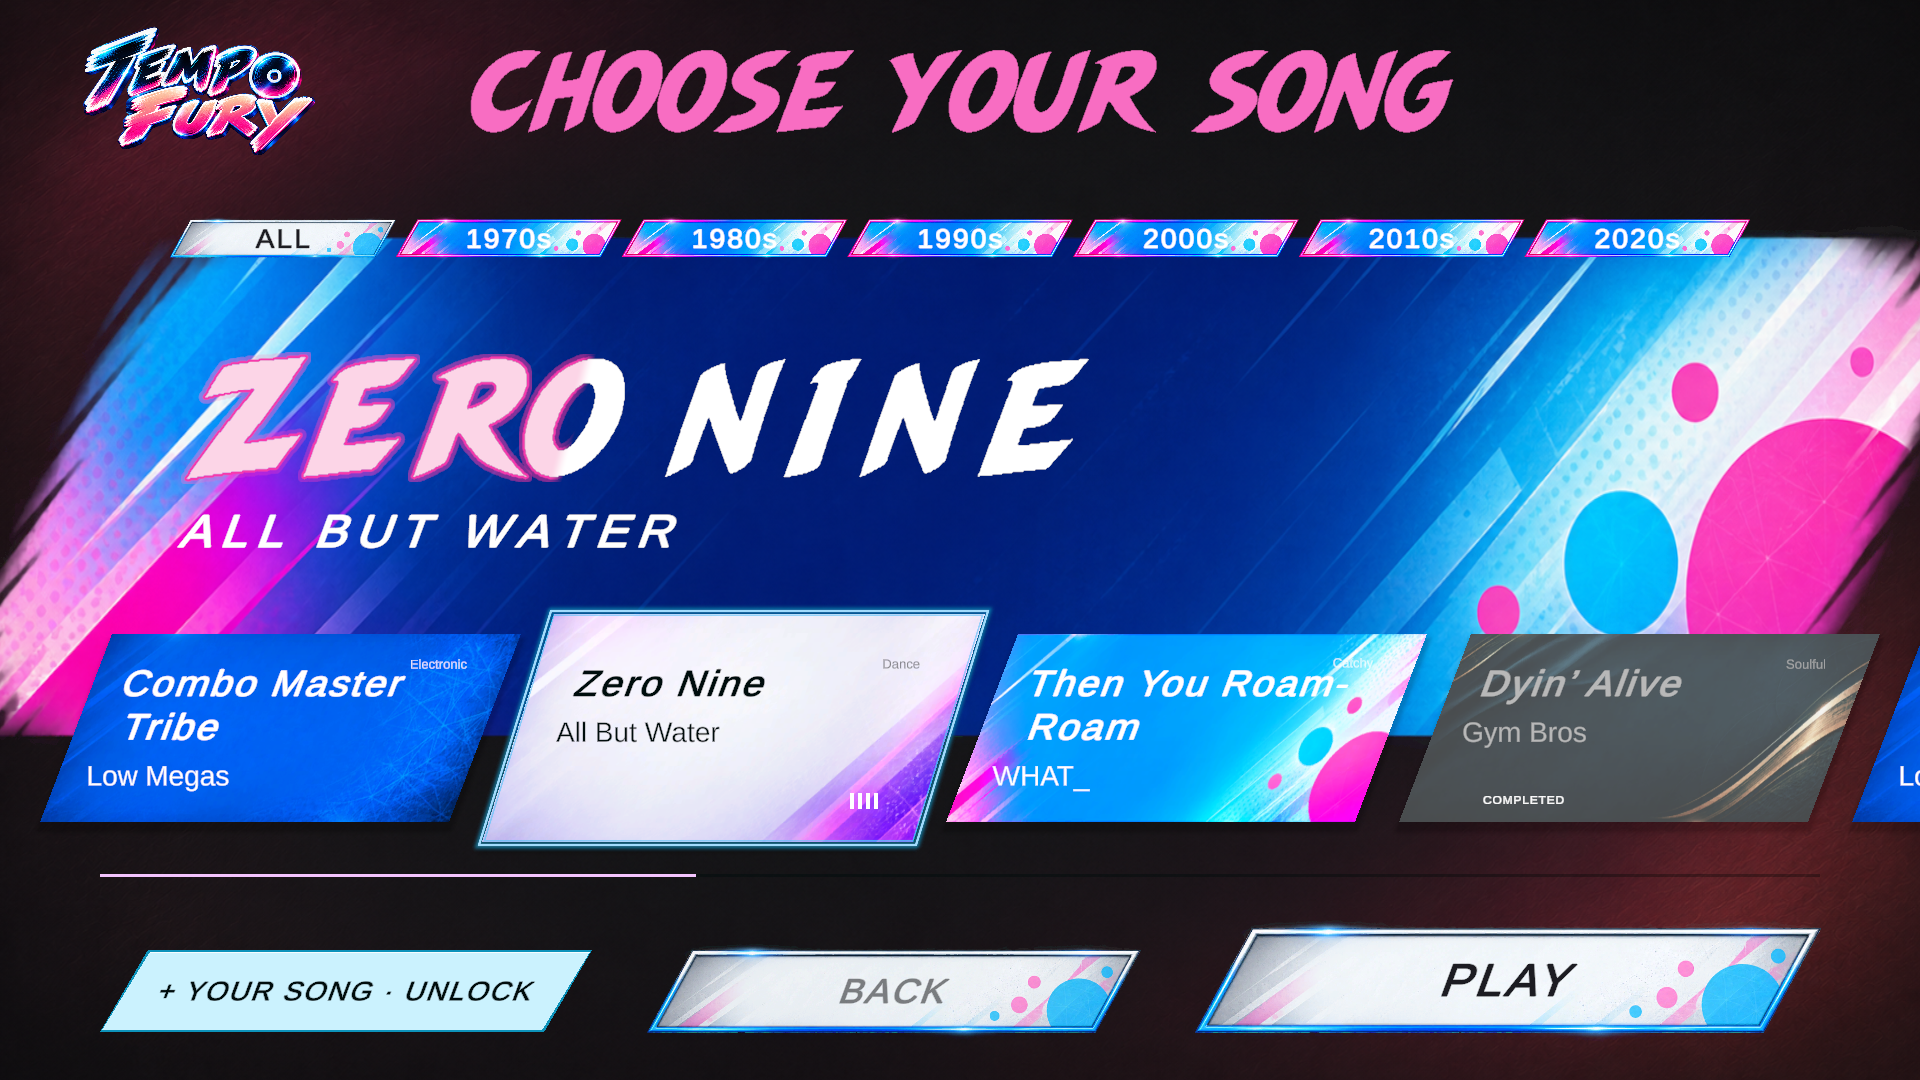 TEMPO
FURY
CHOOSE YOUR SONG
ALL
1970s
1980s
1990s
2000s
2010s
2020s
ZERO NINE
ALL BUT WATER
Electronic
Combo Master
Tribe
Low Megas
Dance
Zero Nine
All But Water
Catchy
Then You Roam-
Roam
WHAT_
Soulful
Dyin’ Alive
Gym Bros
COMPLETED
Lo
+ YOUR SONG · UNLOCK
BACK
PLAY